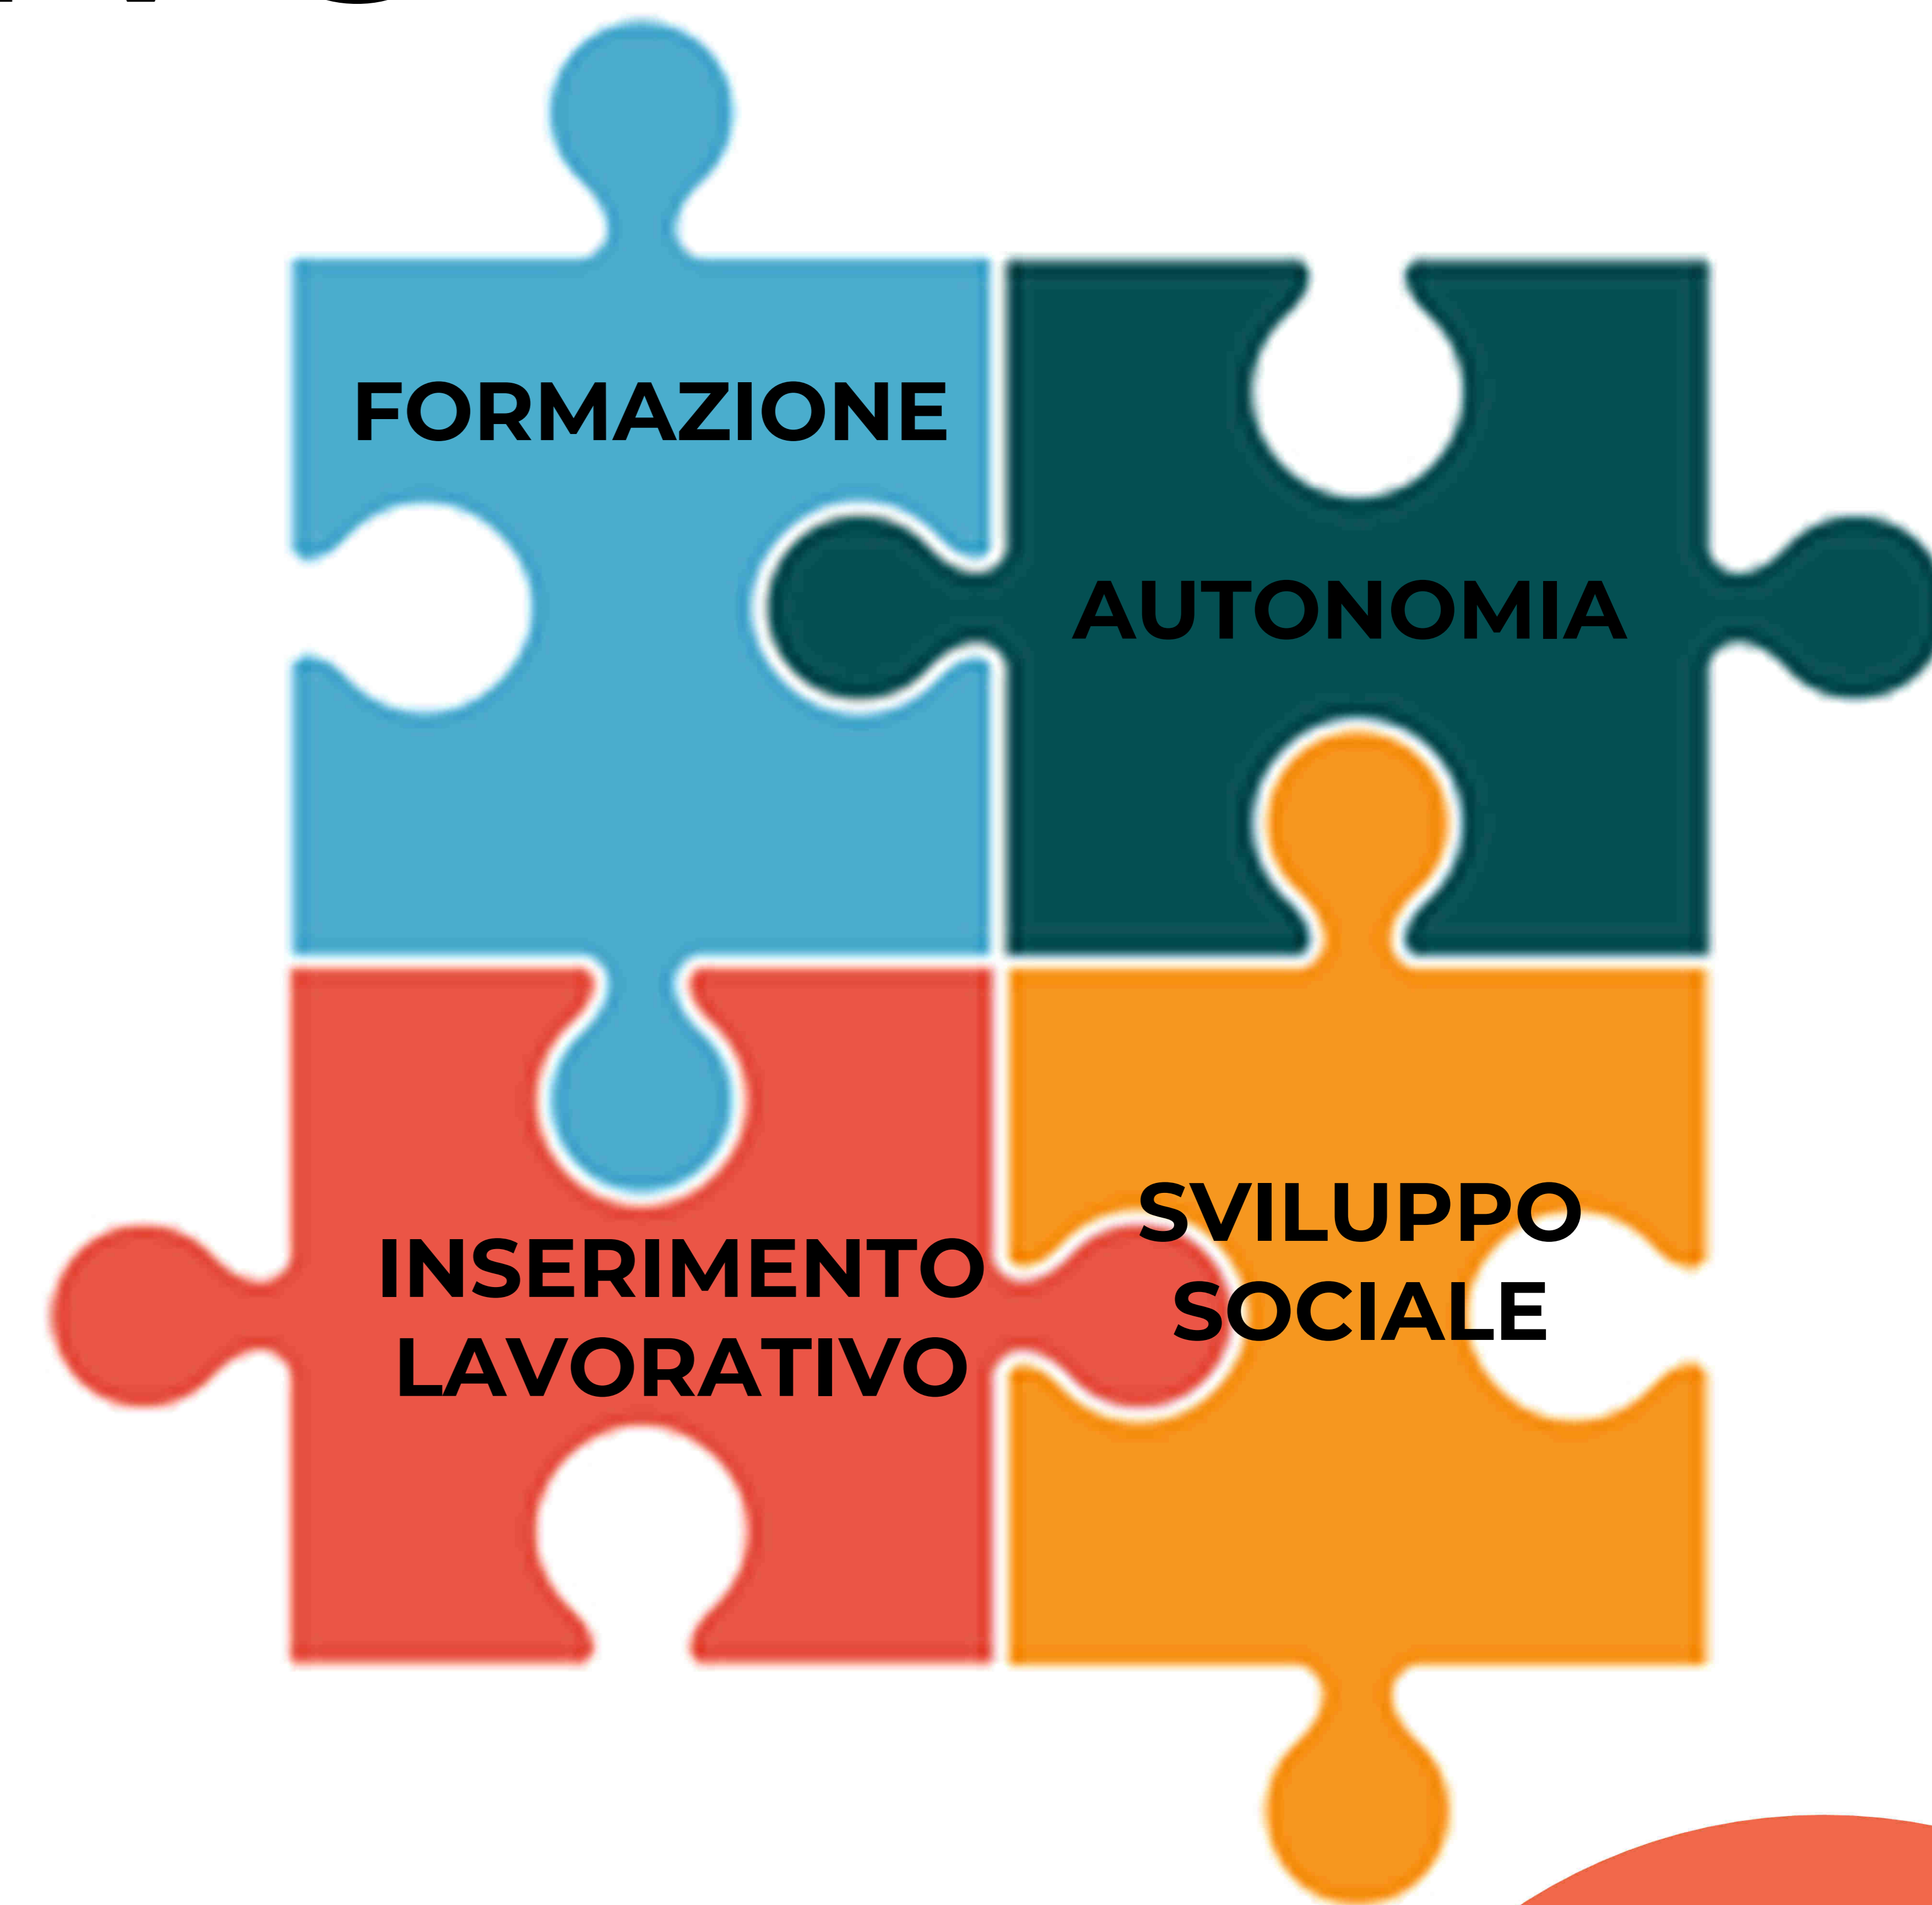 FORMAZIONE
AUTONOMIA
INSERIMENTO
LAVORATIVO
SVILUPPO
SOCIALE